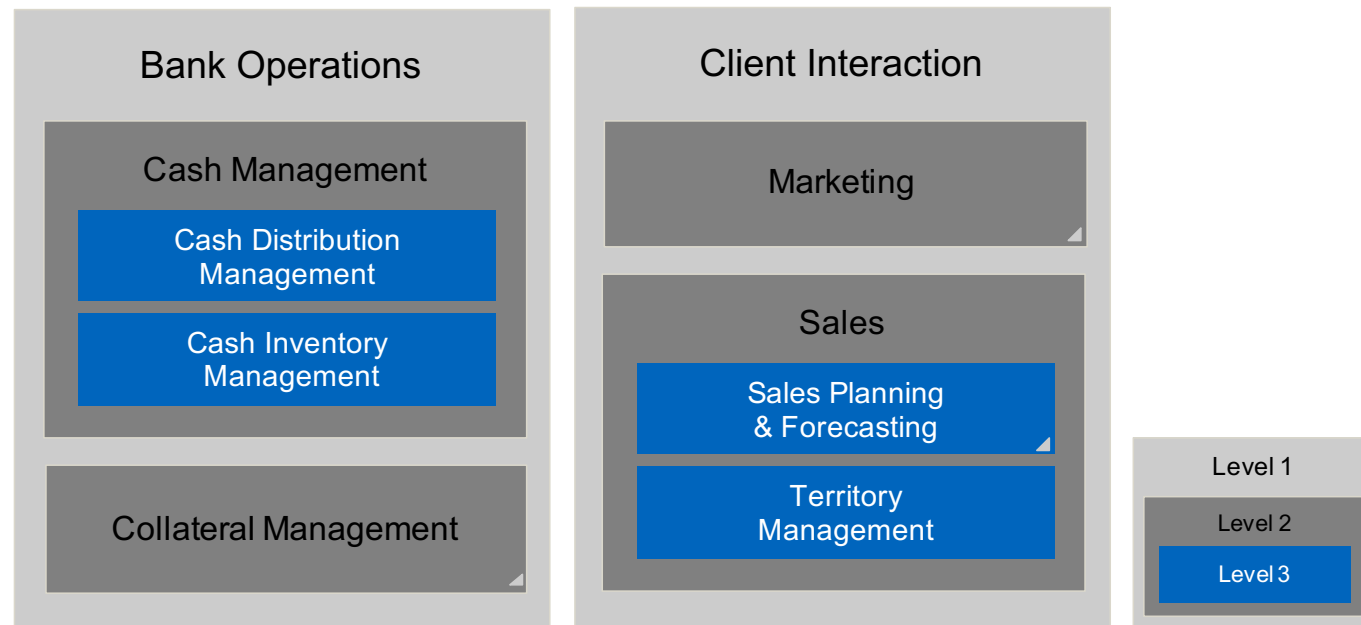 Bank Operations
Cash Management
Cash Distribution
Management
Cash Inventory
Management
Collateral Management
Client Interaction
Marketing
Sales
Sales Planning
& Forecasting
Territory
Management
Level 1
Level 2
Level 3